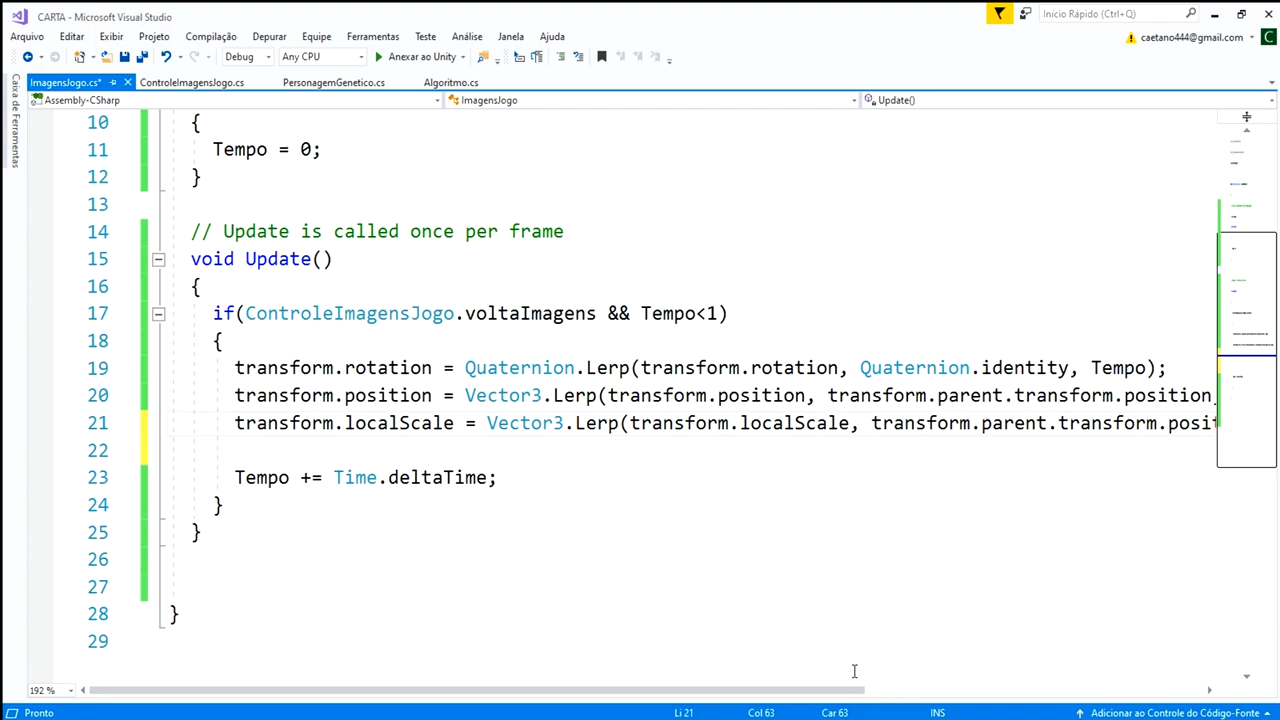 CARTA - Microsoft Visual Studio
Início Rápido (Ctrl+Q)
Arquivo Editar Exibir Projeto Compilação Depurar Equipe Ferramentas Teste Análise Janela Ajuda
caetano444@gmail.com
C
Debug Any CPU Anexar ao Unity
ImagensJogo.cs* ControleImagensJogo.cs PersonagemGenetico.cs Algoritmo.cs
Assembly-CSharp ImagensJogo Update()
Caixa de Ferramentas
10 {
11 Tempo = 0;
12 }
13
14 // Update is called once per frame
15 void Update()
16 {
17 if(ControleImagensJogo.voltaImagens && Tempo<1)
18 {
19 transform.rotation = Quaternion.Lerp(transform.rotation, Quaternion.identity, Tempo);
20 transform.position = Vector3.Lerp(transform.position, transform.parent.transform.position,
21 transform.localScale = Vector3.Lerp(transform.localScale, transform.parent.transform.posit
22
23 Tempo += Time.deltaTime;
24 }
25 }
26
27
28 }
29
192 %
Pronto Li 21 Col 63 Car 63 INS Adicionar ao Controle do Código-Fonte